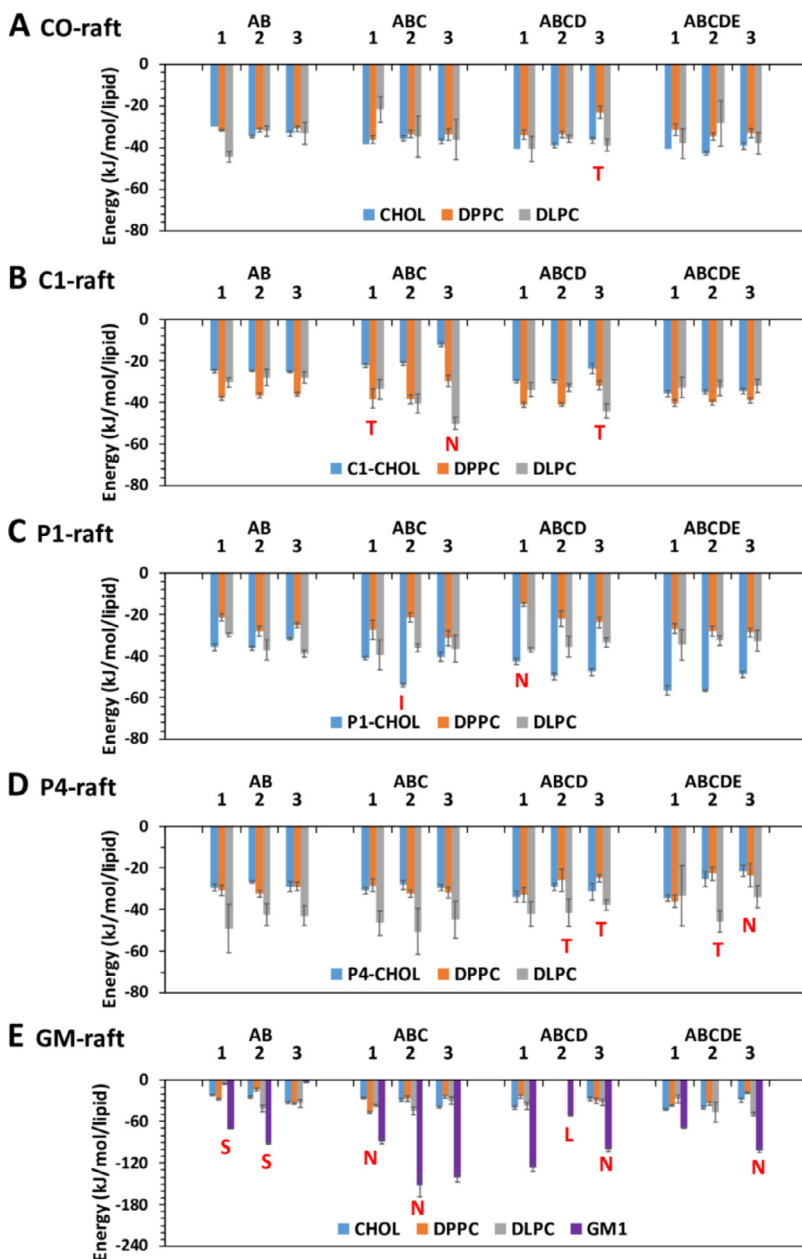 A CO-raft
AB ABC ABCD ABCDE
1 2 3 1 2 3 1 2 3 1 2 3
Energy (kJ/mol/lipid)
0
-20
-40
-60
-80
T
CHOL DPPC DLPC
B C1-raft
AB ABC ABCD ABCDE
1 2 3 1 2 3 1 2 3 1 2 3
Energy (kJ/mol/lipid)
0
-20
-40
-60
-80
T N T
C1-CHOL DPPC DLPC
C P1-raft
AB ABC ABCD ABCDE
1 2 3 1 2 3 1 2 3 1 2 3
Energy (kJ/mol/lipid)
0
-20
-40
-60
-80
I N
P1-CHOL DPPC DLPC
D P4-raft
AB ABC ABCD ABCDE
1 2 3 1 2 3 1 2 3 1 2 3
Energy (kJ/mol/lipid)
0
-20
-40
-60
-80
T T T N
P4-CHOL DPPC DLPC
E GM-raft
AB ABC ABCD ABCDE
1 2 3 1 2 3 1 2 3 1 2 3
Energy (kJ/mol/lipid)
0
-60
-120
-180
-240
S S N N L N N
CHOL DPPC DLPC GM1